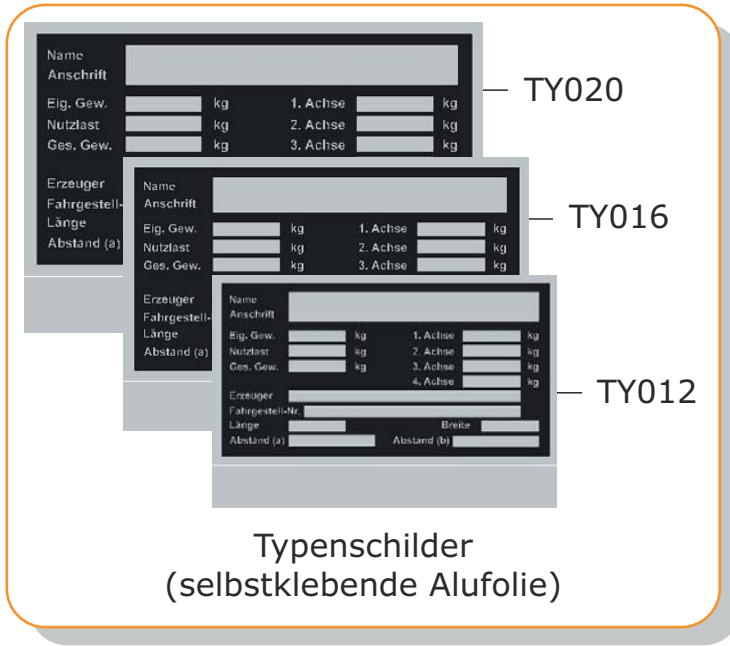 Name
Anschrift
Eig. Gew. kg 1. Achse kg
Nutzlast kg 2. Achse kg
Ges. Gew. kg 3. Achse kg
Erzeuger
Fahrgestell-
Länge
Abstand (a)
TY020
Name
Anschrift
Eig. Gew. kg 1. Achse kg
Nutzlast kg 2. Achse kg
Ges. Gew. kg 3. Achse kg
Erzeuger
Fahrgestell-
Länge
Abstand (a)
TY016
Name
Anschrift
Eig. Gew. kg 1. Achse kg
Nutzlast kg 2. Achse kg
Ges. Gew. kg 3. Achse kg
4. Achse kg
Erzeuger
Fahrgestell-Nr.
Länge Breite
Abstand (a) Abstand (b)
TY012
Typenschilder
(selbstklebende Alufolie)